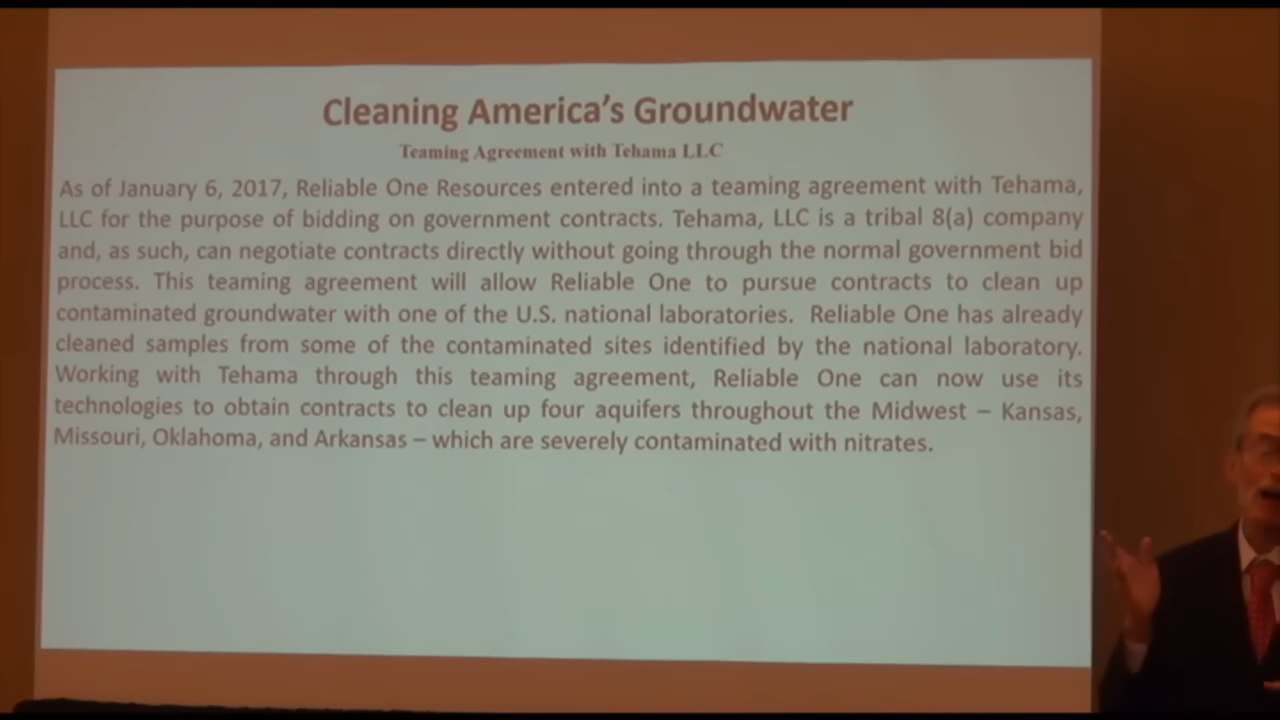 Cleaning America's Groundwater
Teaming Agreement with Tehama LLC
As of January 6, 2017, Reliable One Resources entered into a teaming agreement with Tehama,
LLC for the purpose of bidding on government contracts. Tehama, LLC is a tribal 8(a) company
and, as such, can negotiate contracts directly without going through the normal government bid
process. This teaming agreement will allow Reliable One to pursue contracts to clean up
contaminated groundwater with one of the U.S. national laboratories.  Reliable One has already
cleaned samples from some of the contaminated sites identified by the national laboratory.
Working with Tehama through this teaming agreement, Reliable One can now use its
technologies to obtain contracts to clean up four aquifers throughout the Midwest – Kansas,
Missouri, Oklahoma, and Arkansas – which are severely contaminated with nitrates.